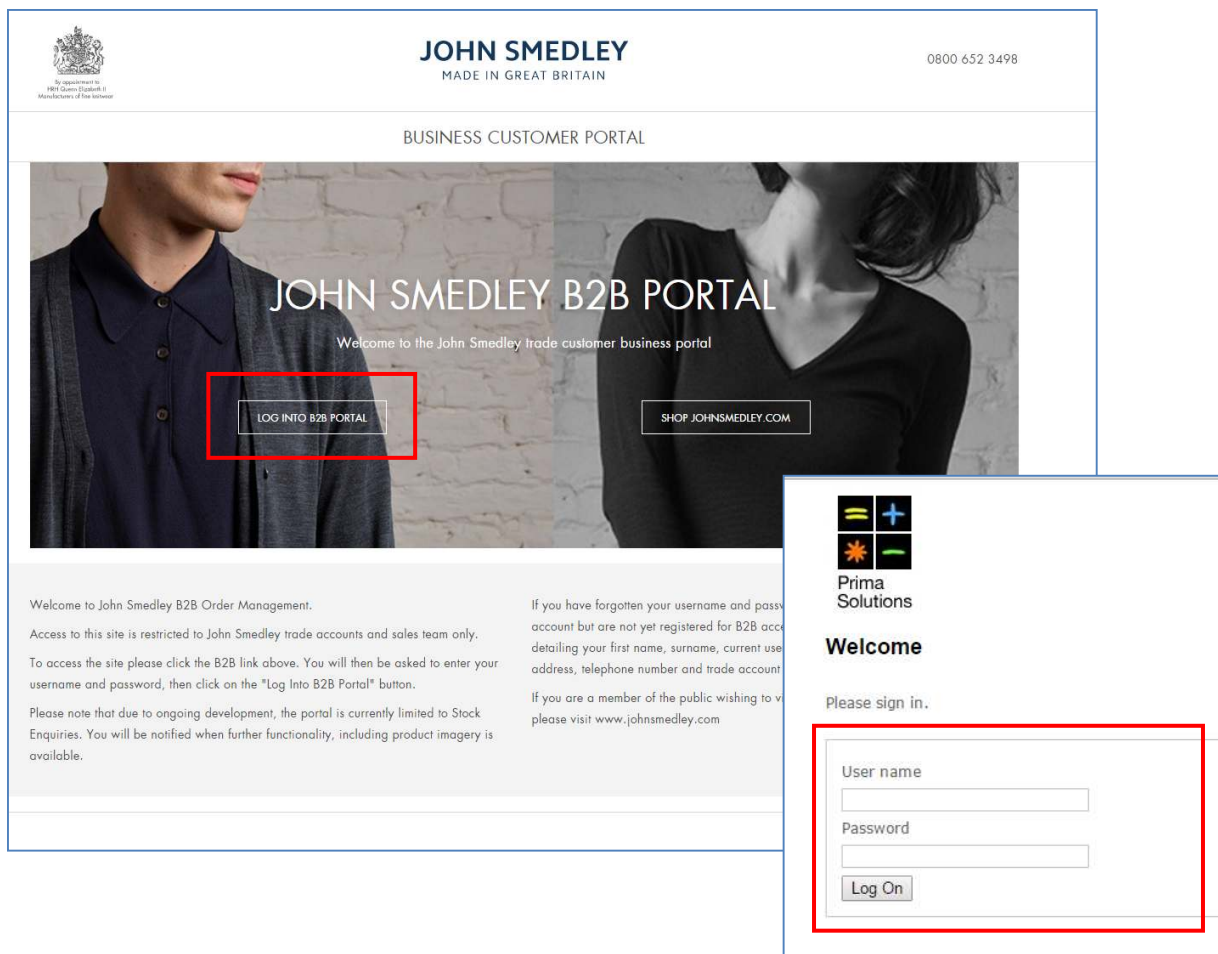 By appointment to
HRH Queen Elizabeth II
Manufacturers of fine knitwear
JOHN SMEDLEY
MADE IN GREAT BRITAIN
0800 652 3498
BUSINESS CUSTOMER PORTAL
JOHN SMEDLEY B2B PORTAL
Welcome to the John Smedley trade customer business portal
LOG INTO B2B PORTAL
SHOP JOHNSMEDLEY.COM
Welcome to John Smedley B2B Order Management.
Access to this site is restricted to John Smedley trade accounts and sales team only.
To access the site please click the B2B link above. You will then be asked to enter your
username and password, then click on the "Log Into B2B Portal" button.
Please note that due to ongoing development, the portal is currently limited to Stock
Enquiries. You will be notified when further functionality, including product imagery is
available.
If you have forgotten your username and
account but are not yet registered for B2B
detailing your first name, surname, current
address, telephone number and trade account
If you are a member of the public wishing to
please visit www.johnsmedley.com
Prima
Solutions
Welcome
Please sign in.
User name
Password
Log On